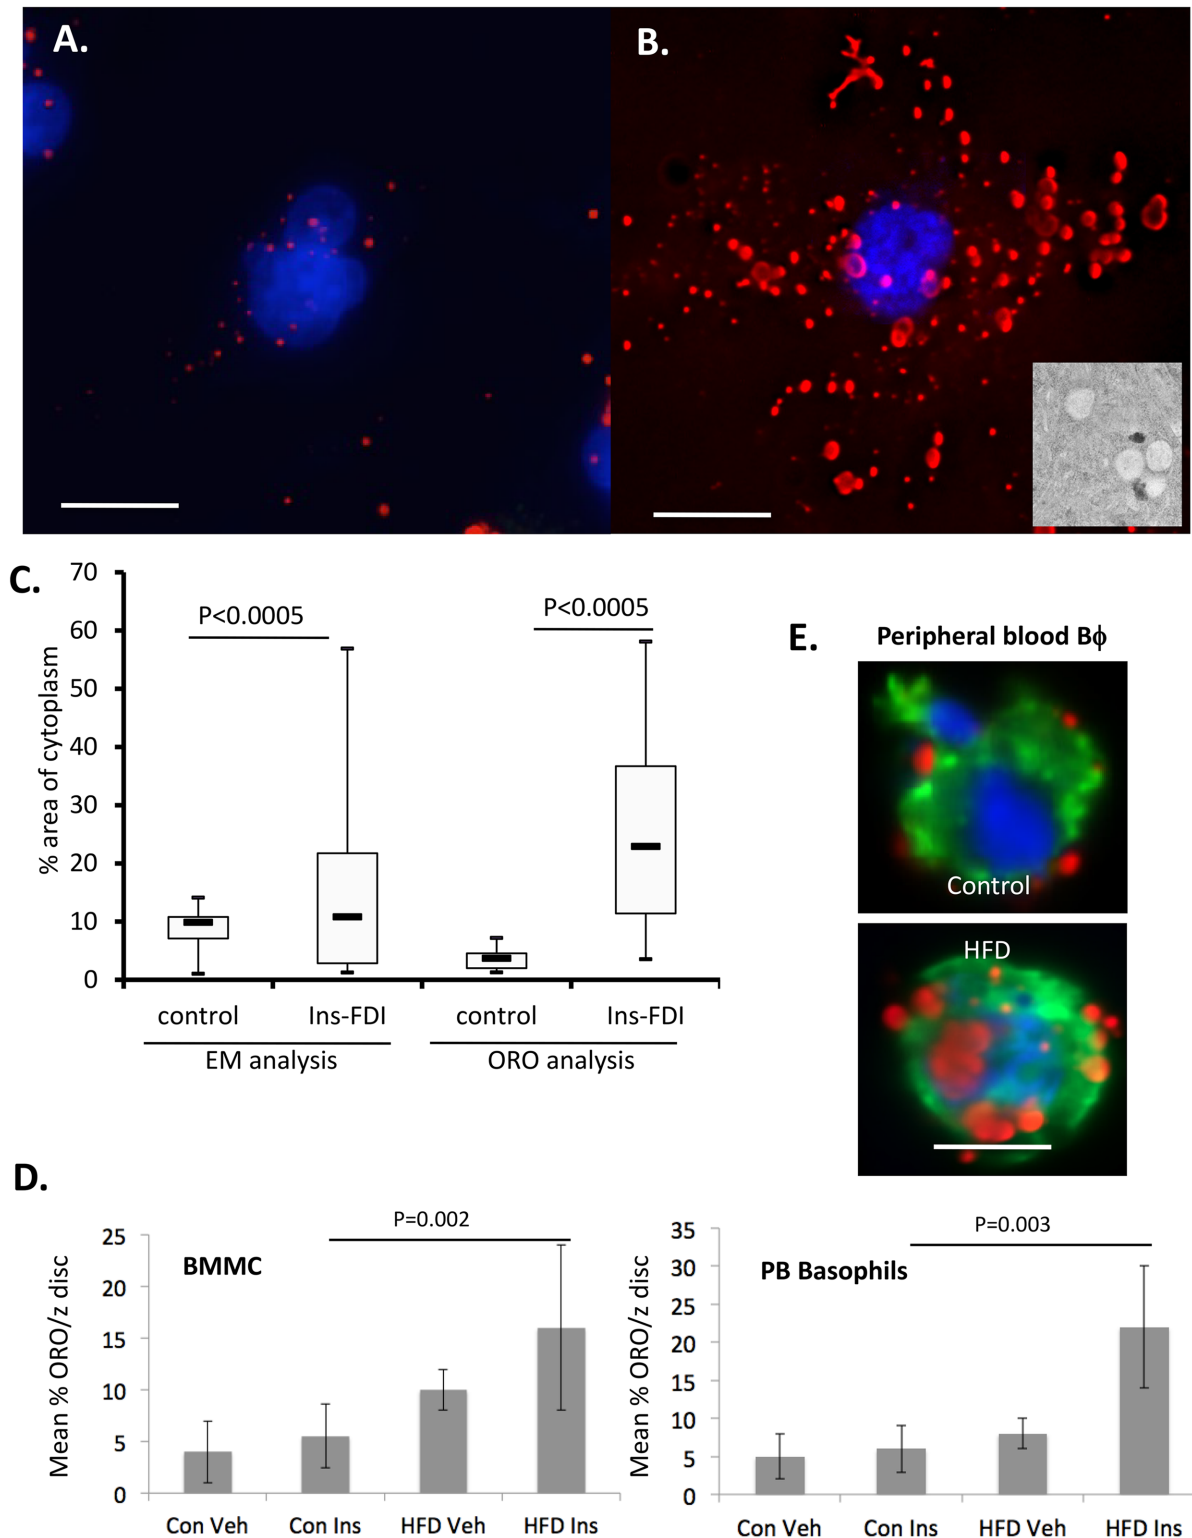 A.
B.
C.
70
60
50
40
30
20
10
0
% area of cytoplasm
P<0.0005
P<0.0005
control
Ins-FDI
control
Ins-FDI
EM analysis
ORO analysis
E.
Peripheral blood Bϕ
Control
HFD
D.
25
20
15
10
5
0
Mean % ORO/z disc
BMMC
P=0.002
Con Veh
Con Ins
HFD Veh
HFD Ins
35
30
25
20
15
10
5
0
Mean % ORO/z disc
PB Basophils
P=0.003
Con Veh
Con Ins
HFD Veh
HFD Ins